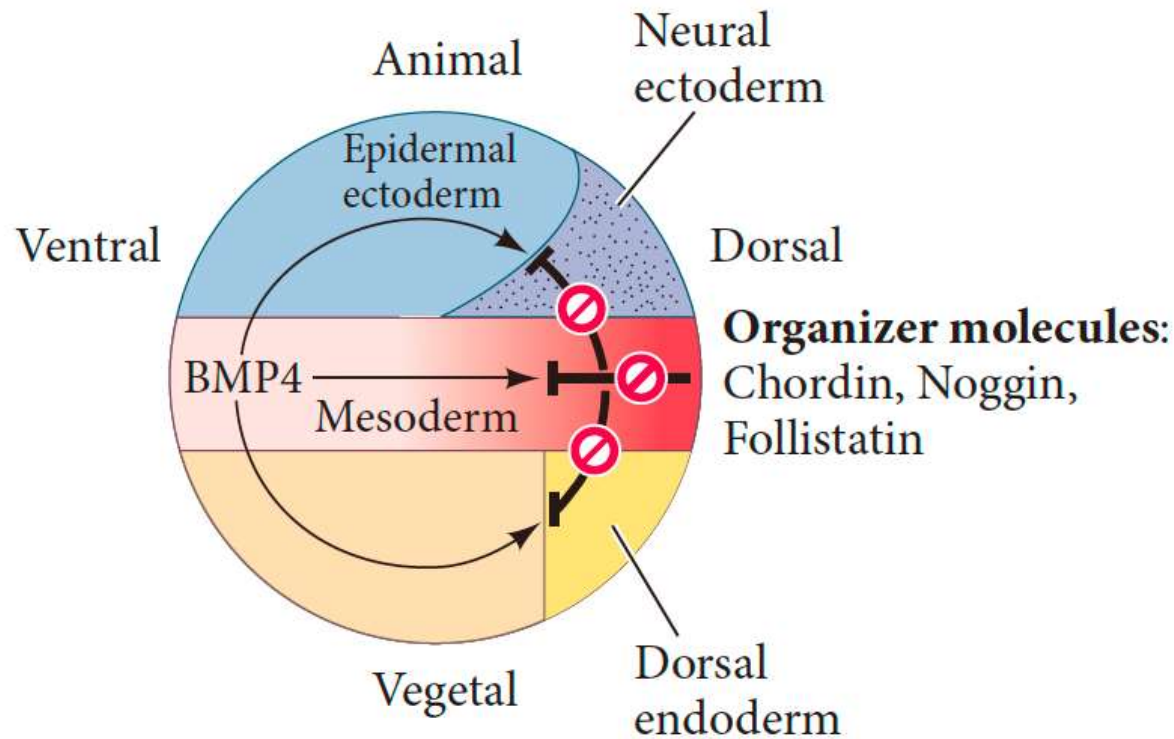 Animal
Neural
ectoderm
Epidermal
ectoderm
Ventral
Dorsal
Organizer molecules:
Chordin, Noggin,
Follistatin
BMP4
Mesoderm
Vegetal
Dorsal
endoderm